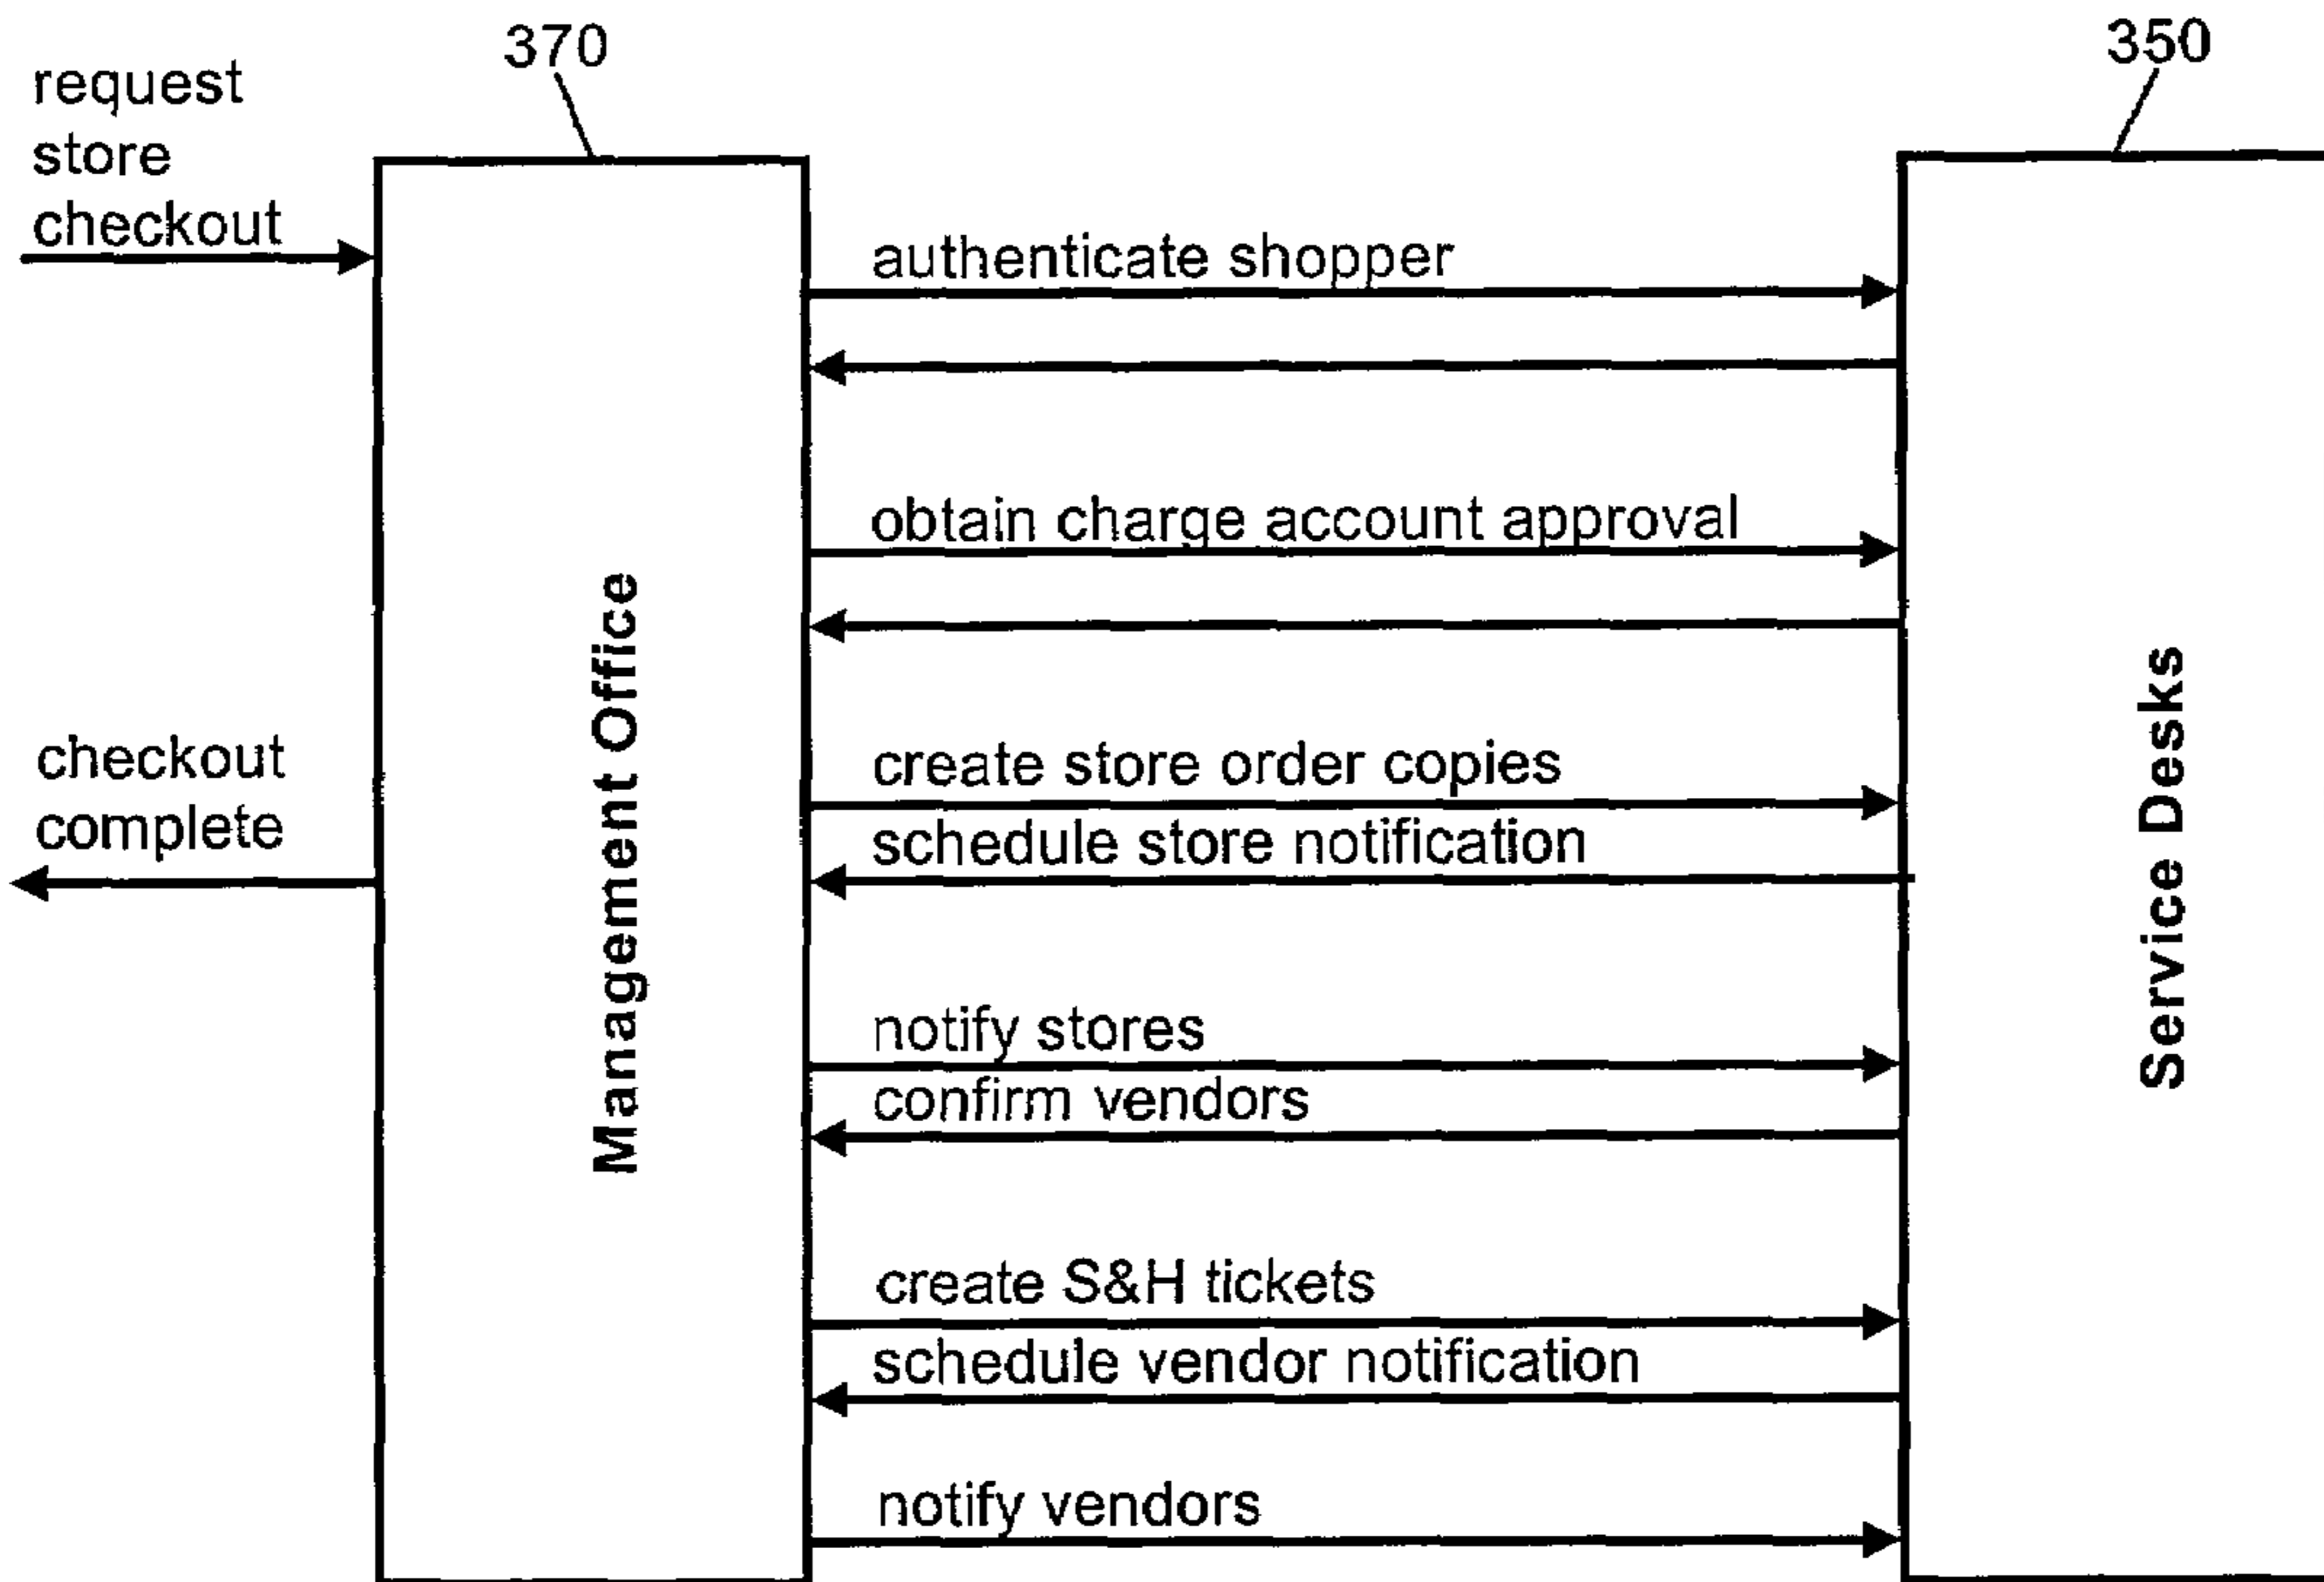 370
350
request
store
checkout
authenticate shopper
obtain charge account approval
Management Office
Service Desks
checkout
complete
create store order copies
schedule store notification
notify stores
confirm vendors
create S&H tickets
schedule vendor notification
notify vendors